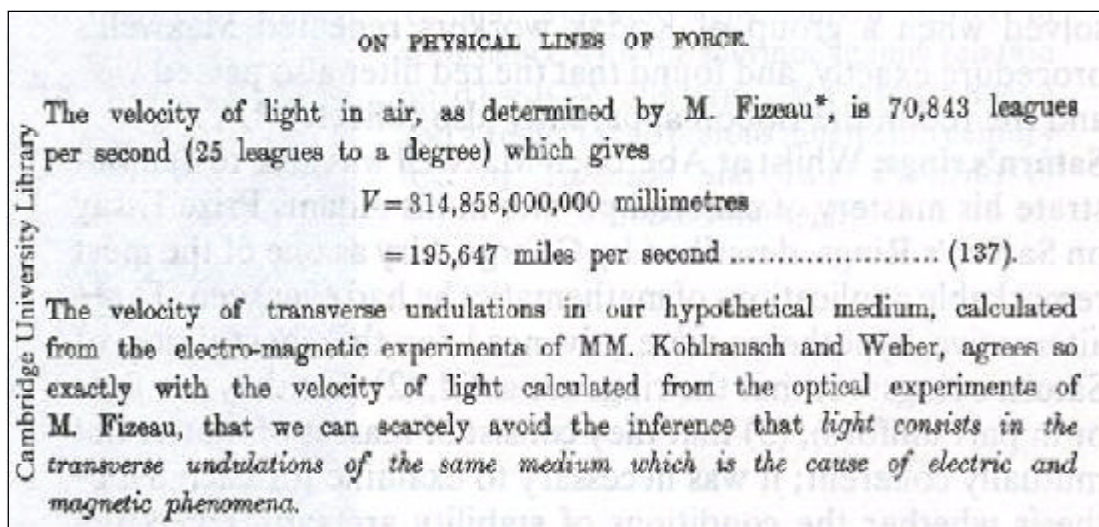 ON PHYSICAL LINES OF FORCE.
The velocity of light in air, as determined by M. Fizeau*, is 70,843 leagues
per second (25 leagues to a degree) which gives
V=314,858,000,000 millimetres
=195,647 miles per second ........................ (137).
The velocity of transverse undulations in our hypothetical medium, calculated
from the electro-magnetic experiments of MM. Kohlrausch and Weber, agrees so
exactly with the velocity of light calculated from the optical experiments of
M. Fizeau, that we can scarcely avoid the inference that light consists in the
transverse undulations of the same medium which is the cause of electric and
magnetic phenomena.
Cambridge University Library